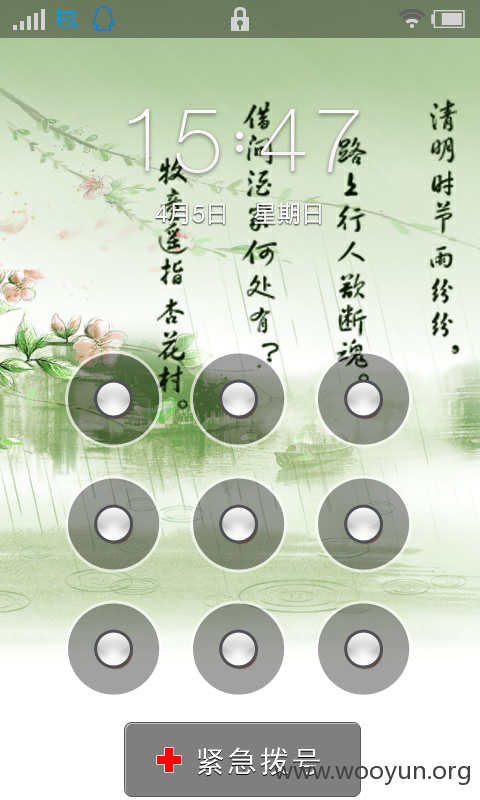 15:47
4月5日 星期日
清明时节雨纷纷，
路上行人欲断魂。
借问酒家何处有？
牧童遥指杏花村。
紧急拨号
www.wooyun.org